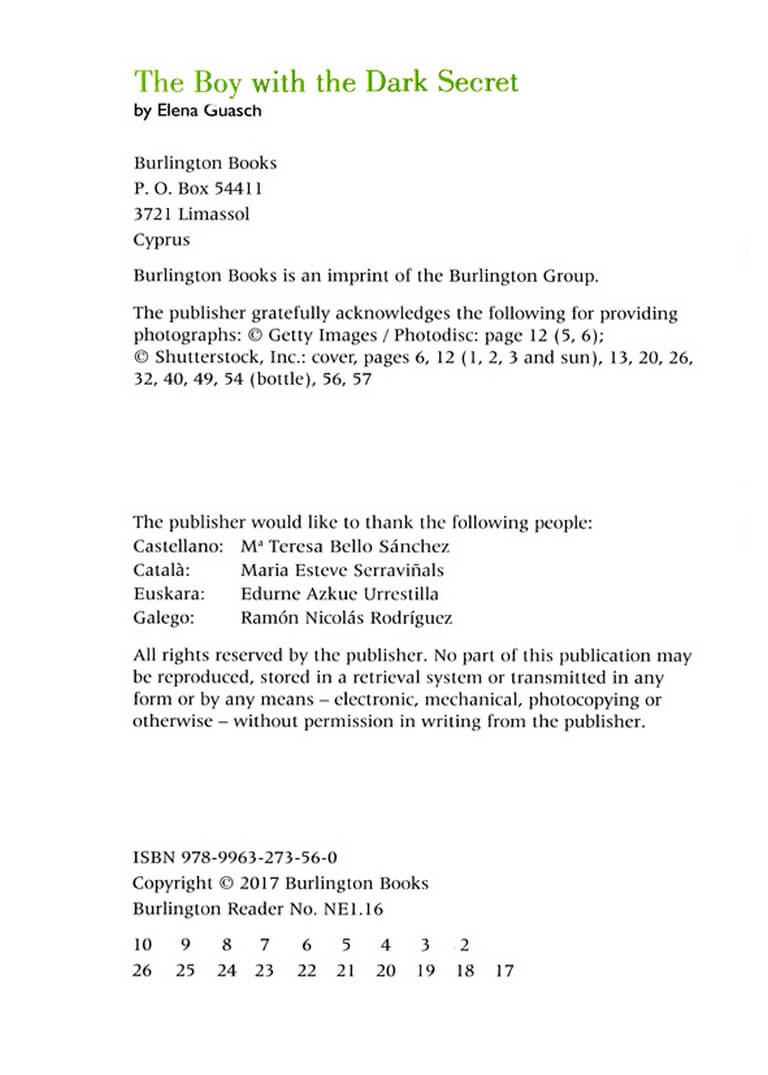 The Boy with the Dark Secret
by Elena Guasch
Burlington Books
P. O. Box 54411
3721 Limassol
Cyprus
Burlington Books is an imprint of the Burlington Group.
The publisher gratefully acknowledges the following for providing
photographs: © Getty Images / Photodisc: page 12 (5, 6);
© Shutterstock, Inc.: cover, pages 6, 12 (1, 2, 3 and sun), 13, 20, 26,
32, 40, 49, 54 (bottle), 56, 57
The publisher would like to thank the following people:
Castellano: Mª Teresa Bello Sánchez
Català: Maria Esteve Serraviñals
Euskara: Edurne Azkue Urrestilla
Galego: Ramón Nicolás Rodríguez
All rights reserved by the publisher. No part of this publication may
be reproduced, stored in a retrieval system or transmitted in any
form or by any means – electronic, mechanical, photocopying or
otherwise – without permission in writing from the publisher.
ISBN 978-9963-273-56-0
Copyright © 2017 Burlington Books
Burlington Reader No. NE1.16
10 9 8 7 6 5 4 3 2
26 25 24 23 22 21 20 19 18 17